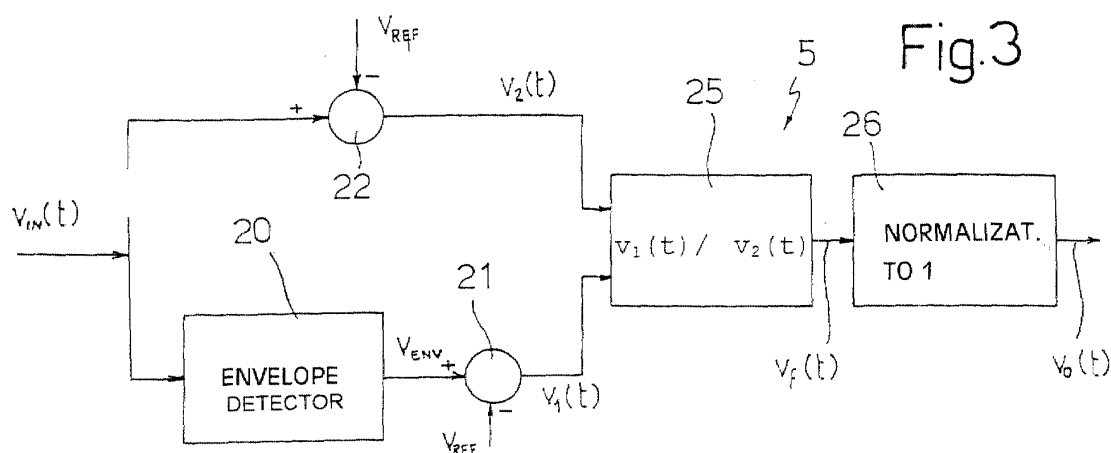 Fig.3
V_REF
5
−
V₂(t)
25
+
26
22
V_IN(t)
20
v₁(t) / v₂(t)
NORMALIZAT.
TO 1
21
V_ENV
+
ENVELOPE
DETECTOR
V₁(t)
V_f(t)
V_o(t)
−
V_REF